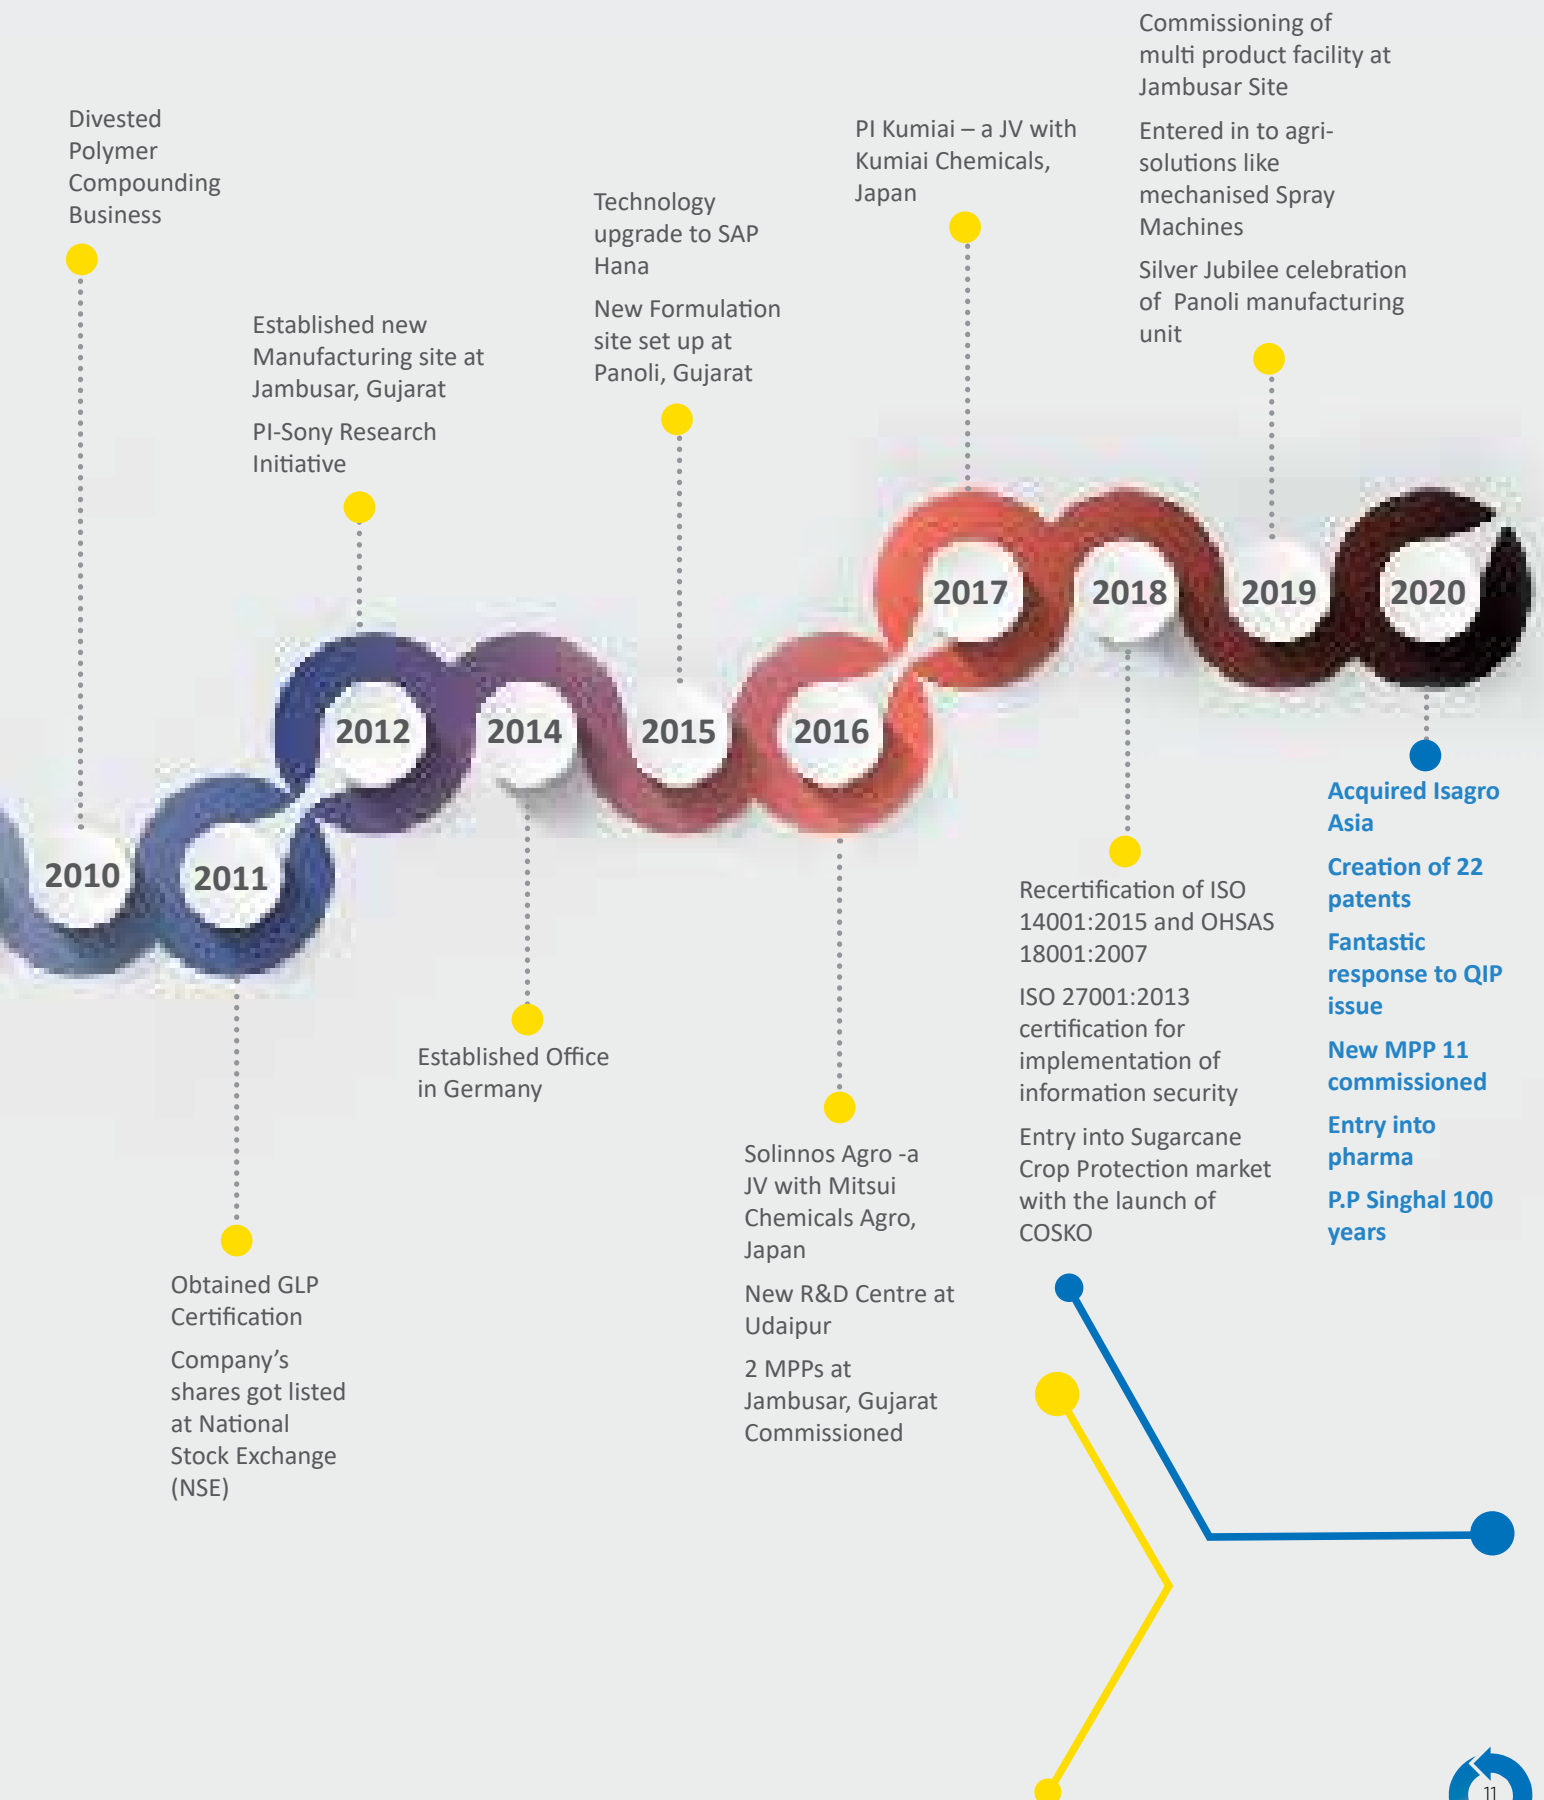 Divested
Polymer
Compounding
Business
Established new
Manufacturing site at
Jambusar, Gujarat
PI-Sony Research
Initiative
Technology
upgrade to SAP
Hana
New Formulation
site set up at
Panoli, Gujarat
PI Kumiai – a JV with
Kumiai Chemicals,
Japan
Commissioning of
multi product facility at
Jambusar Site
Entered in to agri-
solutions like
mechanised Spray
Machines
Silver Jubilee celebration
of Panoli manufacturing
unit
2010
2011
2012
2014
2015
2016
2017
2018
2019
2020
Obtained GLP
Certification
Company’s
shares got listed
at National
Stock Exchange
(NSE)
Established Office
in Germany
Solinnos Agro -a
JV with Mitsui
Chemicals Agro,
Japan
New R&D Centre at
Udaipur
2 MPPs at
Jambusar, Gujarat
Commissioned
Recertification of ISO
14001:2015 and OHSAS
18001:2007
ISO 27001:2013
certification for
implementation of
information security
Entry into Sugarcane
Crop Protection market
with the launch of
COSKO
Acquired Isagro
Asia
Creation of 22
patents
Fantastic
response to QIP
issue
New MPP 11
commissioned
Entry into
pharma
P.P Singhal 100
years
11